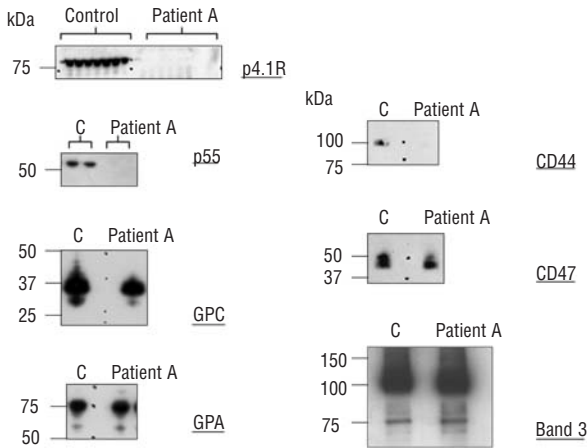 kDa
Control Patient A
75
p4.1R
C Patient A
50
p55
50
C Patient A
37
25
GPC
C Patient A
75
50
GPA
kDa
C Patient A
100
75
CD44
C Patient A
50
37
CD47
C Patient A
150
100
75
Band 3